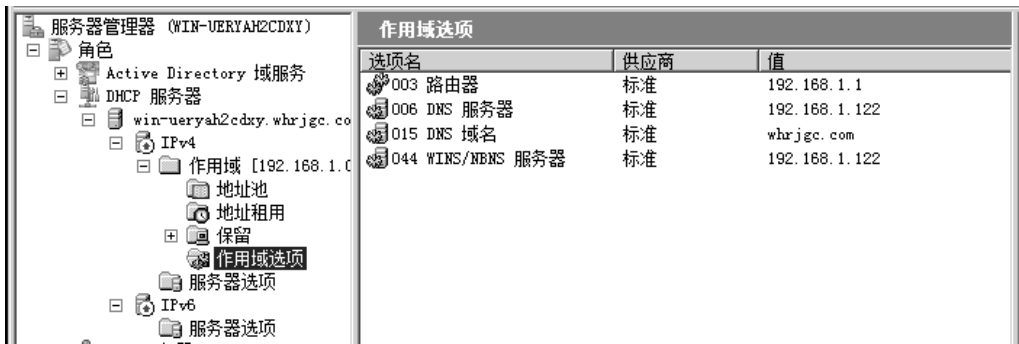 服务器管理器 (WIN-UERYAH2CDXY)
角色
Active Directory 域服务
DHCP 服务器
win-ueryah2cdxy.whrjgc.co
IPv4
作用域 [192.168.1.0
地址池
地址租用
保留
作用域选项
服务器选项
IPv6
服务器选项
作用域选项
选项名 供应商 值
003 路由器 标准 192.168.1.1
006 DNS 服务器 标准 192.168.1.122
015 DNS 域名 标准 whrjgc.com
044 WINS/NBNS 服务器 标准 192.168.1.122